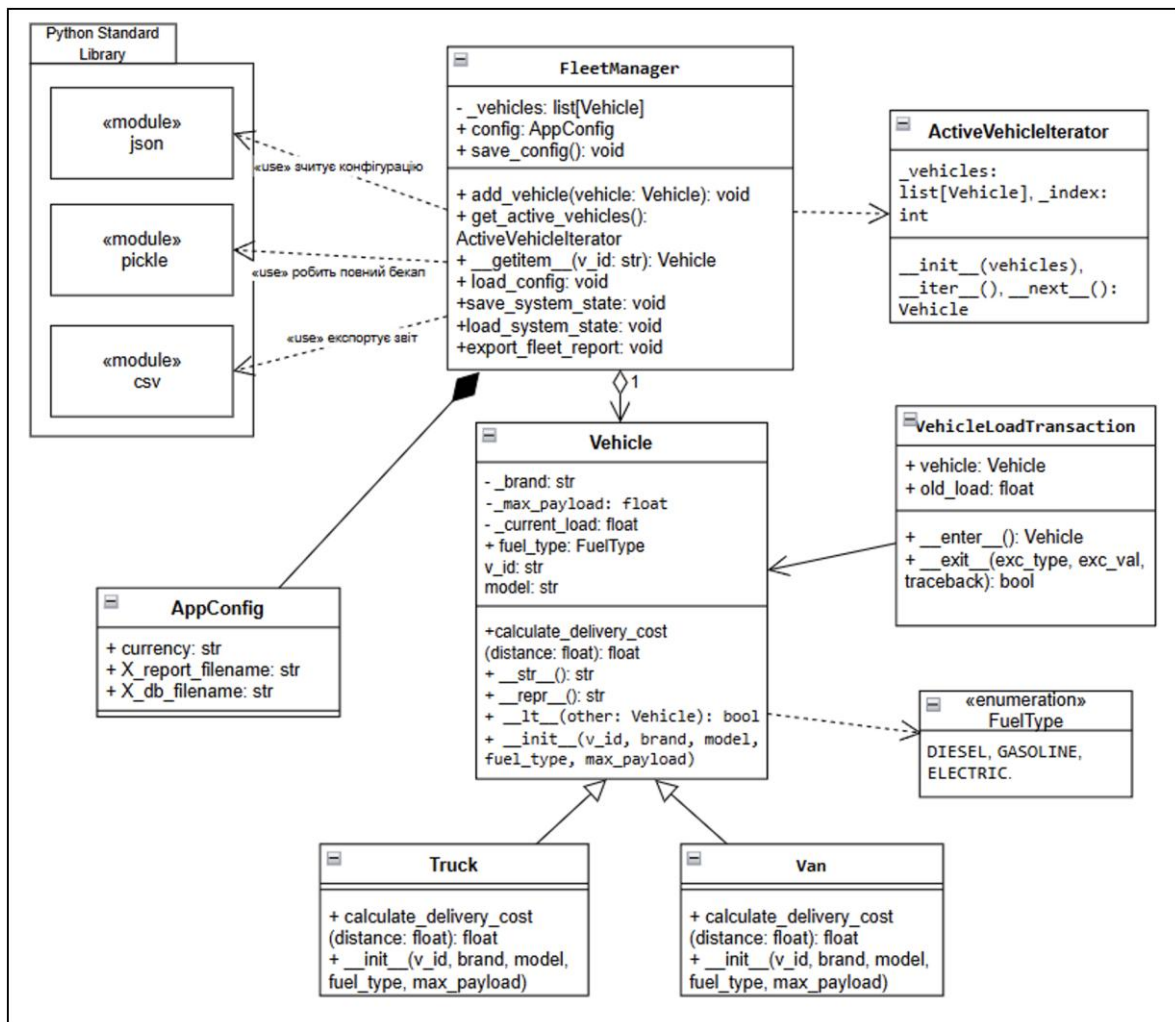 Python Standard
Library
«module»
json
«module»
pickle
«module»
csv
«use» зчитує конфігурацію
«use» робить повний бекап
«use» експортує звіт
FleetManager
- _vehicles: list[Vehicle]
+ config: AppConfig
+ save_config(): void
+ add_vehicle(vehicle: Vehicle): void
+ get_active_vehicles():
ActiveVehicleIterator
+ __getitem__(v_id: str): Vehicle
+ load_config: void
+save_system_state: void
+load_system_state: void
+export_fleet_report: void
1
ActiveVehicleIterator
_vehicles:
list[Vehicle], _index:
int
__init__(vehicles),
__iter__(), __next__():
Vehicle
Vehicle
- _brand: str
-_max_payload: float
- _current_load: float
+ fuel_type: FuelType
v_id: str
model: str
+calculate_delivery_cost
(distance: float): float
+ __str__(): str
+ __repr__(): str
+ __lt__(other: Vehicle): bool
+ __init__(v_id, brand, model,
fuel_type, max_payload)
VehicleLoadTransaction
+ vehicle: Vehicle
+ old_load: float
+ __enter__(): Vehicle
+ __exit__(exc_type, exc_val,
traceback): bool
AppConfig
+ currency: str
+ X_report_filename: str
+ X_db_filename: str
«enumeration»
FuelType
DIESEL, GASOLINE,
ELECTRIC.
Truck
+ calculate_delivery_cost
(distance: float): float
+ __init__(v_id, brand, model,
fuel_type, max_payload)
Van
+ calculate_delivery_cost
(distance: float): float
+ __init__(v_id, brand, model,
fuel_type, max_payload)